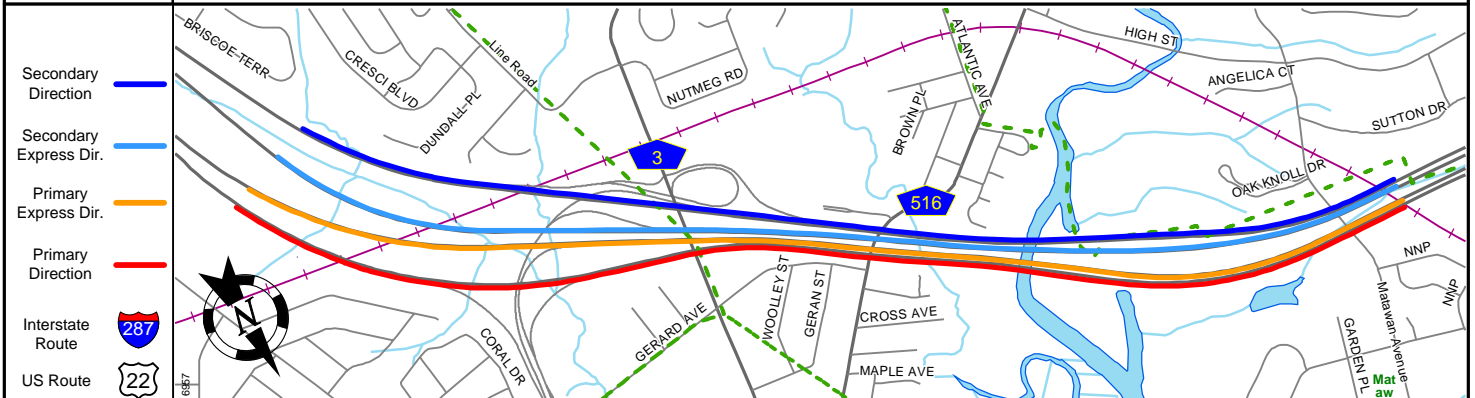 Secondary
Direction
Secondary
Express Dir.
Primary
Express Dir.
Primary
Direction
Interstate
Route
287
US Route
22
BRISCOE-TERR
CRESCI BLVD
DUNDALL-PL
Line Road
NUTMEG RD
3
BROWN PL
ATLANTIC AVE
516
HIGH ST
ANGELICA CT
SUTTON DR
OAK KNOLL DR
NNP
NNP
Matawan-Avenue
GARDEN PL
Mat
aw
WOOLLEY ST
GERAN ST
CROSS AVE
MAPLE AVE
GERARD AVE
CORAL DR
N
6957